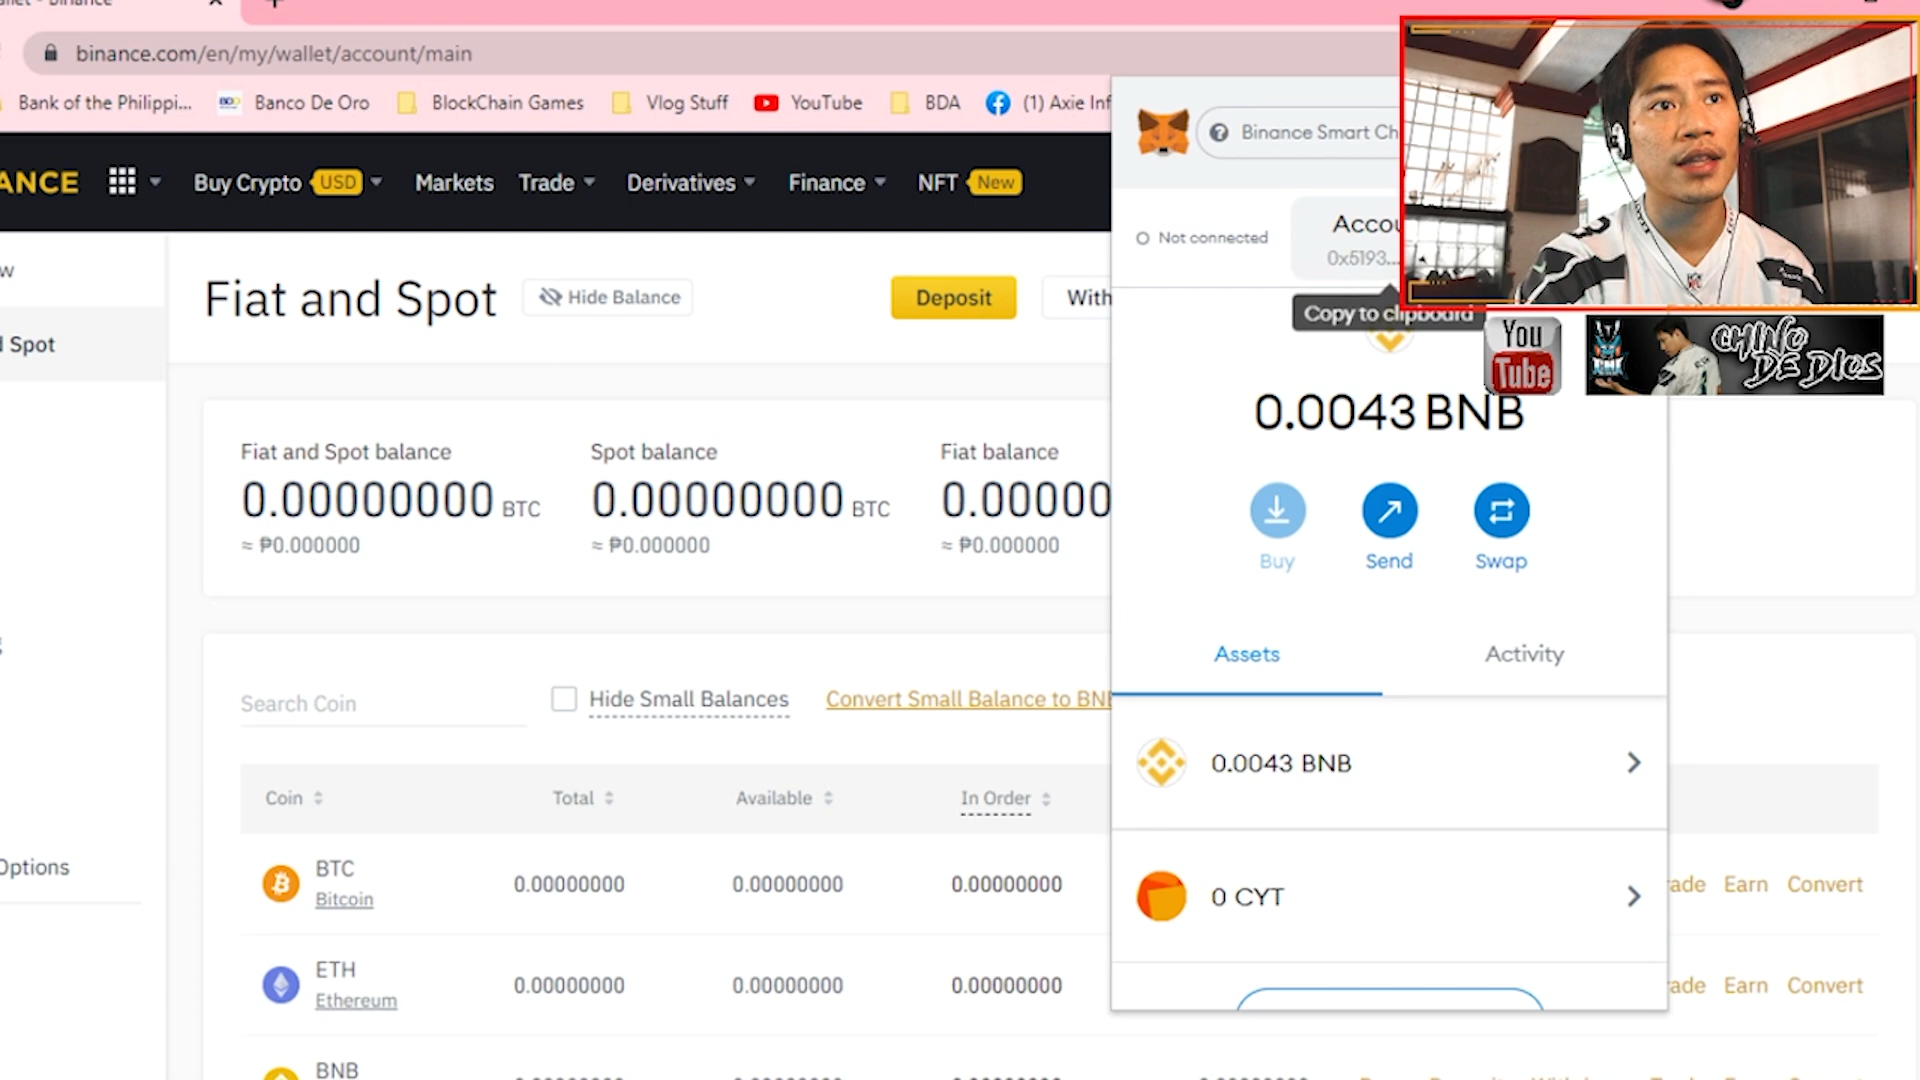 binance.com/en/my/wallet/account/main
Bank of the Philippi... BDO Banco De Oro BlockChain Games Vlog Stuff YouTube BDA (1) Axie Inf
ANCE Buy Crypto USD Markets Trade Derivatives Finance NFT New
Spot
Options
Fiat and Spot Hide Balance Deposit With
Fiat and Spot balance Spot balance Fiat balance
0.00000000 BTC 0.00000000 BTC 0.00000
≈ ₱0.000000 ≈ ₱0.000000 ≈ ₱0.000000
Search Coin Hide Small Balances Convert Small Balance to BNB
Coin Total Available In Order
BTC
Bitcoin
0.00000000 0.00000000 0.00000000
Earn Convert
ETH
Ethereum
0.00000000 0.00000000 0.00000000
Earn Convert
BNB
Binance Smart Ch
Not connected
Accou
0x5193...
Copy to clipboard
0.0043 BNB
Buy Send Swap
Assets Activity
0.0043 BNB
0 CYT
You
Tube
CHINO
DE DIOS